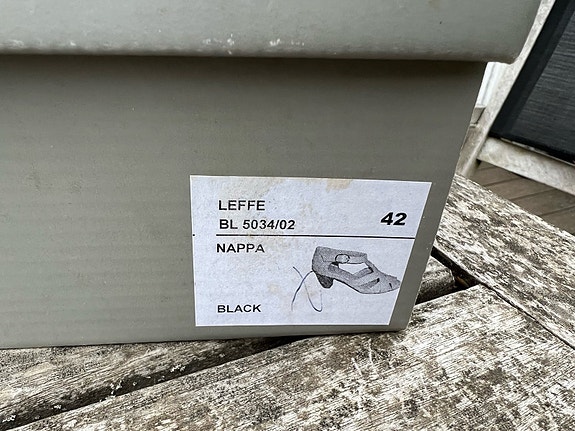 LEFFE
BL 5034/02 42
NAPPA
BLACK